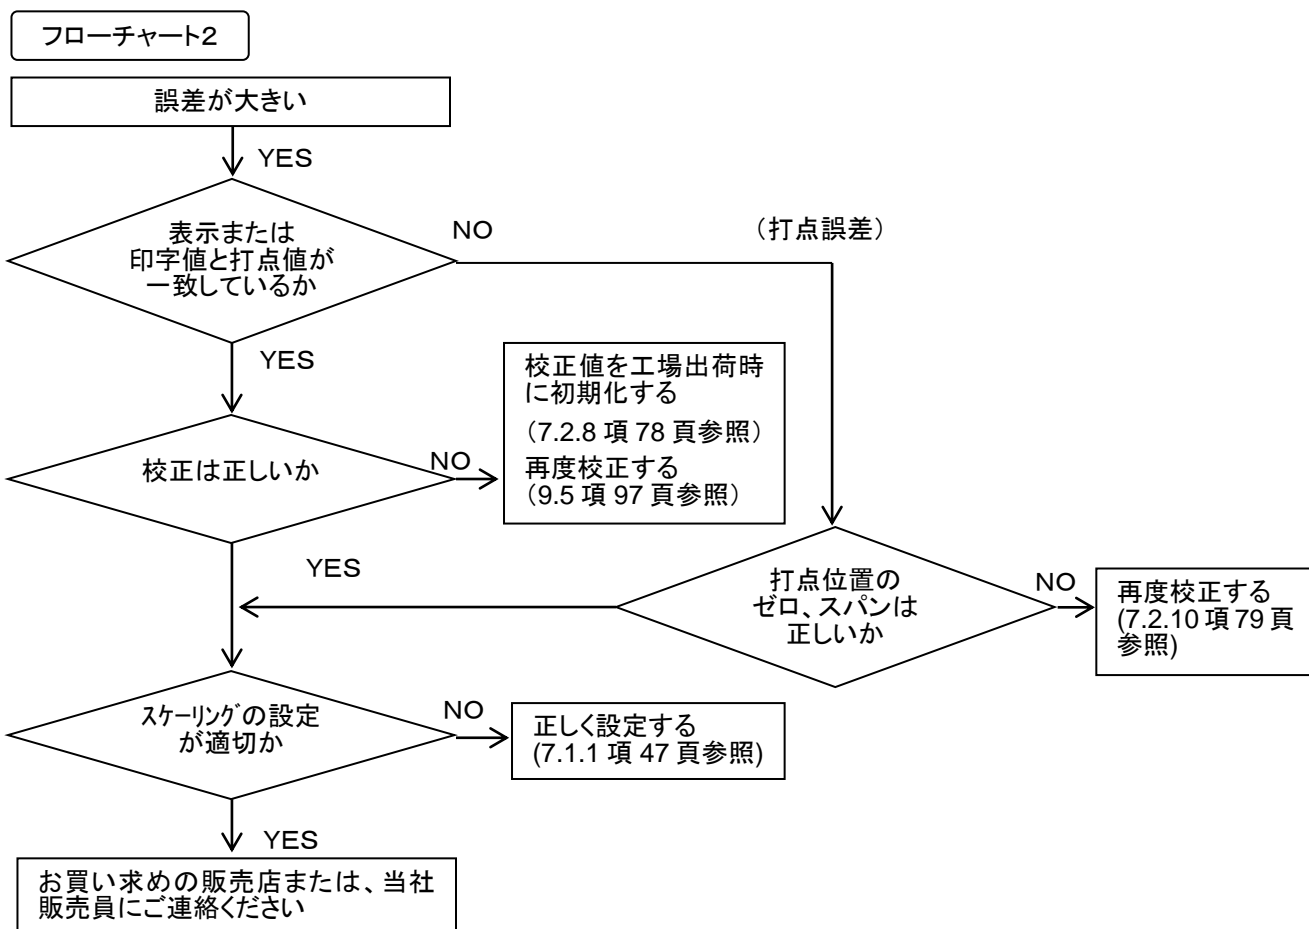 フローチャート2
誤差が大きい
YES
表示または
印字値と打点値が
一致しているか
NO
（打点誤差）
YES
校正値を工場出荷時
に初期化する
（7.2.8 項 78 頁参照）
再度校正する
（9.5 項 97 頁参照）
校正は正しいか
NO
YES
打点位置の
ゼロ、スパンは
正しいか
NO
再度校正する
(7.2.10 項 79 頁
参照)
ｽｹｰﾘﾝｸﾞの設定
が適切か
NO
正しく設定する
(7.1.1 項 47 頁参照)
YES
お買い求めの販売店または、当社
販売員にご連絡ください